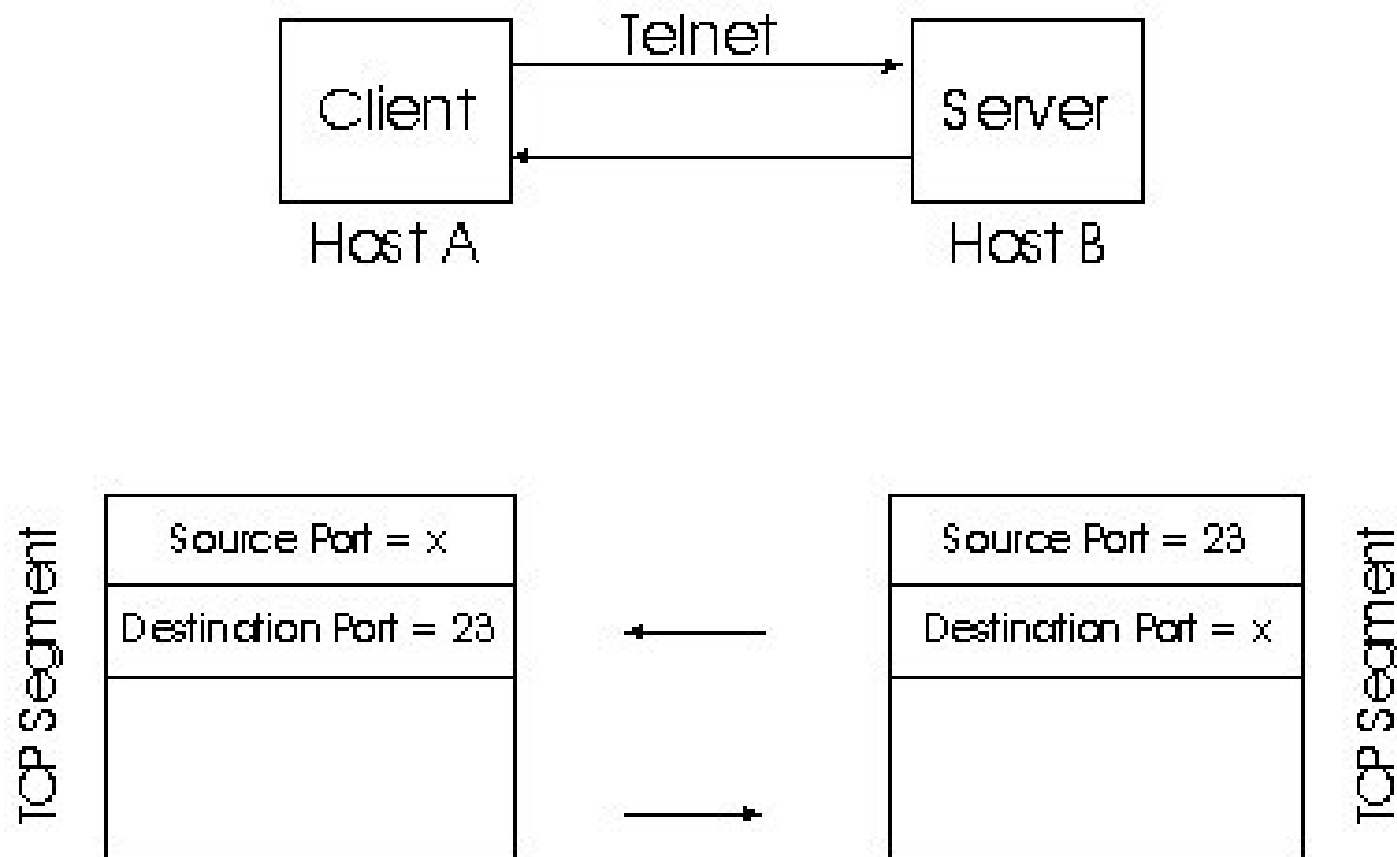 Telnet
Client
Server
Host A
Host B
TCP Segment
Source Port = x
Destination Port = 23
Source Port = 23
Destination Port = x
TCP Segment